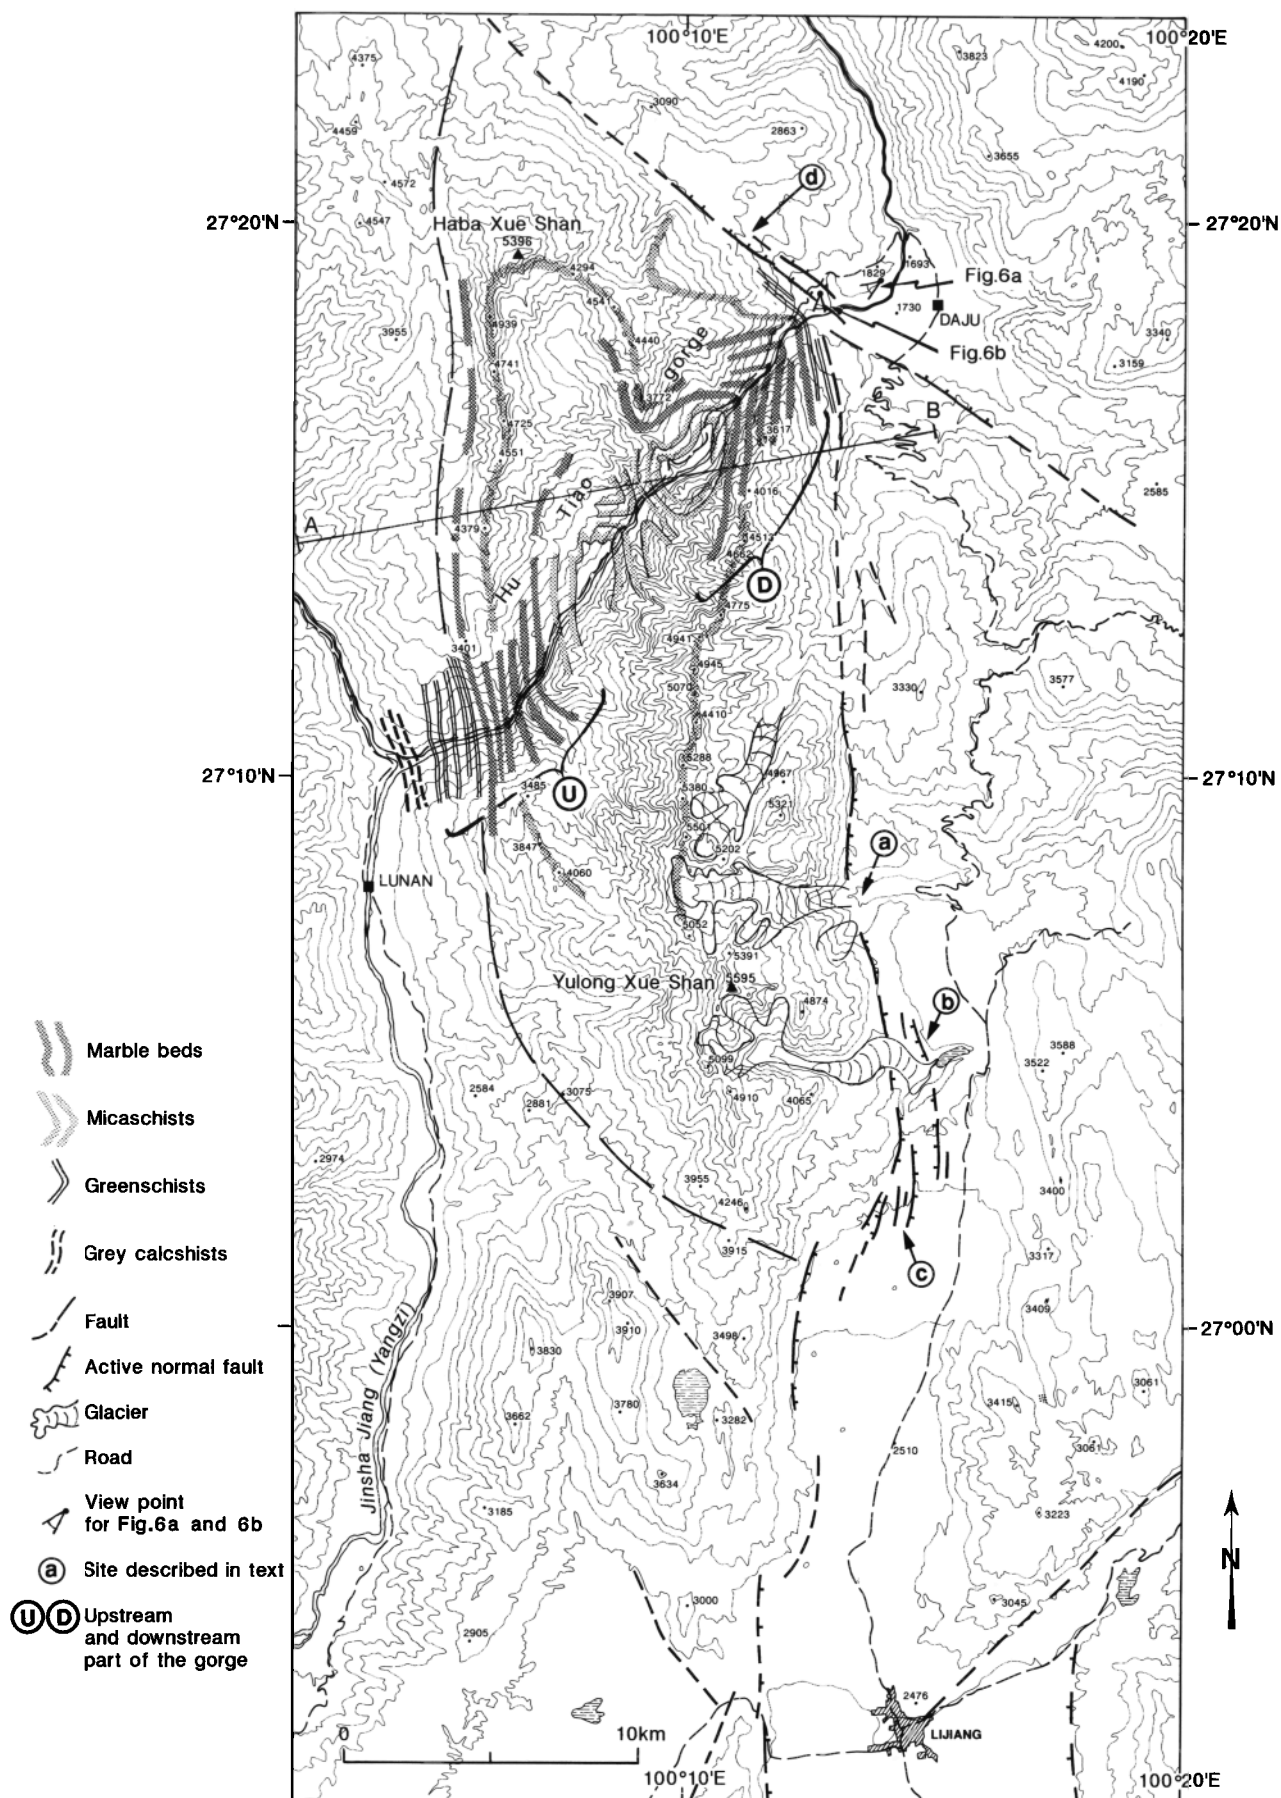 100°10'E
100°20'E
4375
3823
4200
4190
3090
2863
4459
3655
4572
d
4547
27°20'N
27°20'N
Haba Xue Shan
5396
4294
1693
1829
Fig.6a
4541
1730
DAJU
4939
3955
4440
gorge
3340
Fig.6b
3159
4741
3772
B
4725
3617
4551
4016
2585
Tiao
A
4379
4513
4662
D
Hu
4775
4941
3401
4945
5070
3330
3577
4410
5288
27°10'N
27°10'N
4967
3485
U
5380
5321
5501
a
3847
5202
LUNAN
4060
5052
5391
Yulong Xue Shan
5595
4874
b
Marble beds
3588
5099
3522
2584
3075
2881
4910
4065
Micaschists
2974
Greenschists
3955
4246
3400
3915
3317
Grey calcshists
c
3907
3409
Fault
3910
3498
27°00'N
3830
Active normal fault
Jinsha Jiang (Yangzi)
3061
3415
Glacier
3780
3662
3282
3061
2510
Road
3634
View point
for Fig.6a and 6b
3185
3223
N
a
Site described in text
3045
3000
U D
Upstream
and downstream
part of the gorge
2905
2476
LIJIANG
0
10km
100°10'E
100°20'E